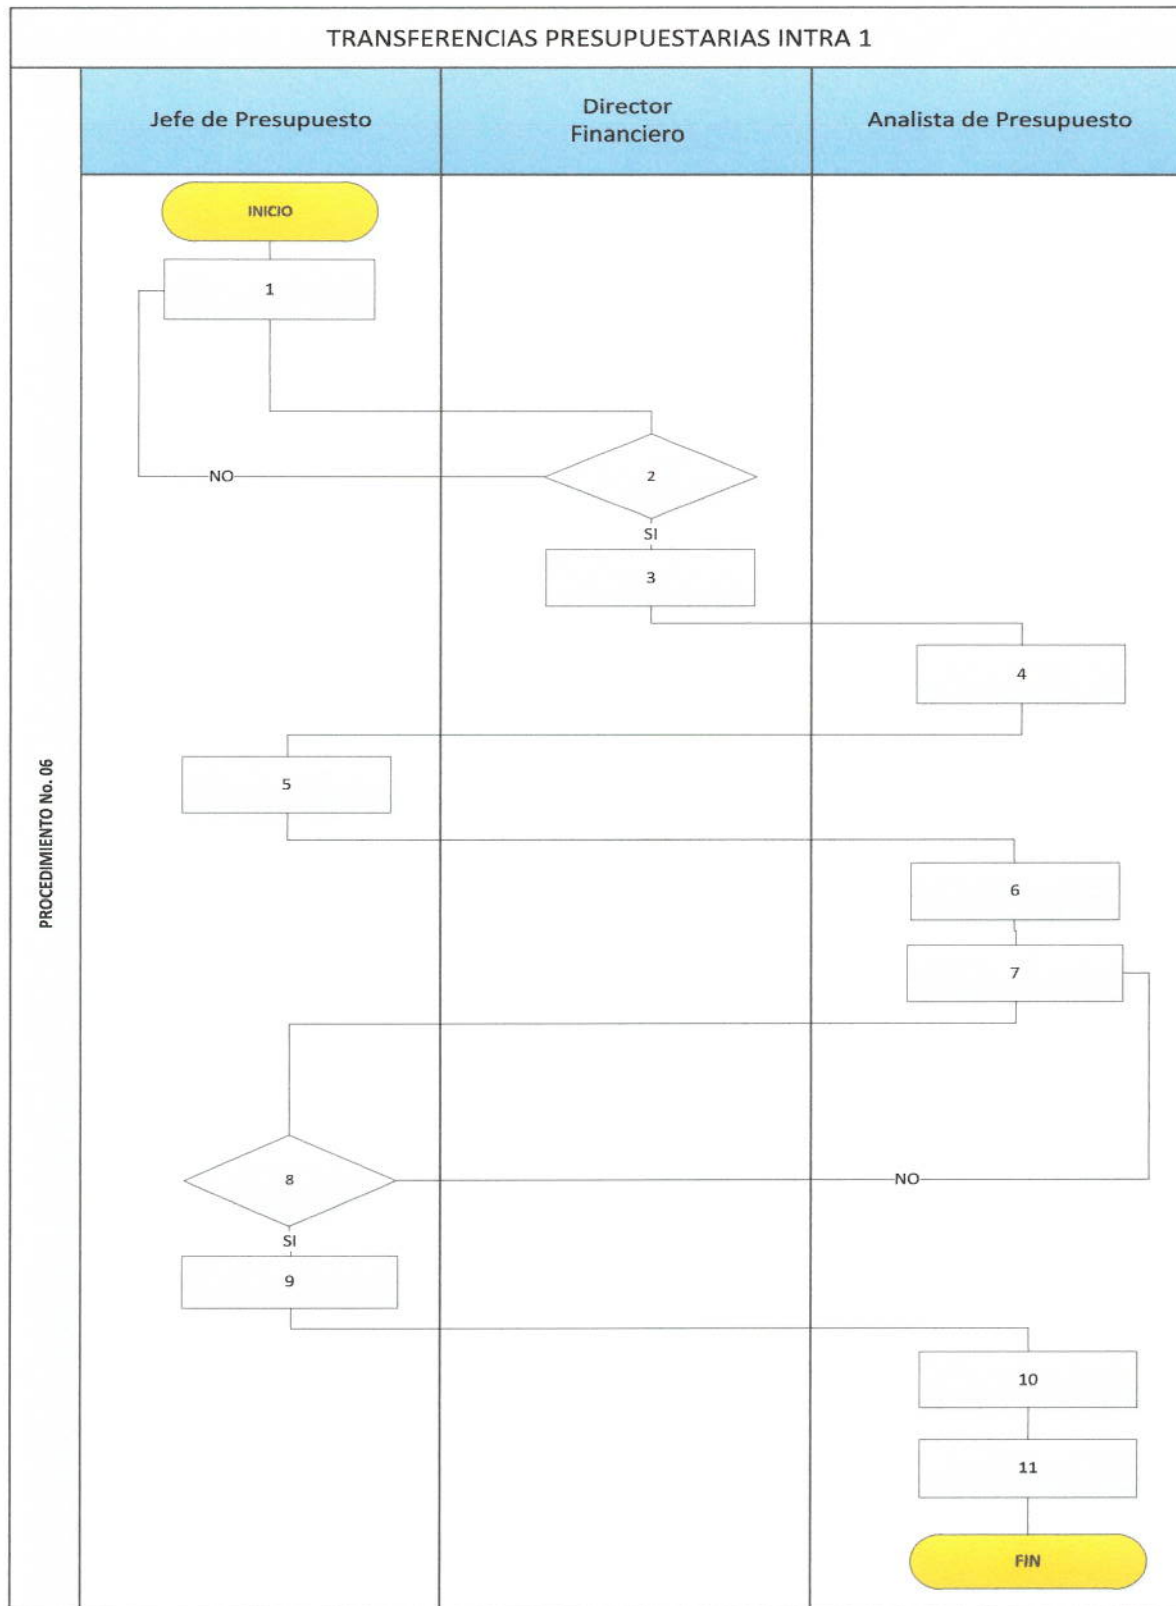 TRANSFERENCIAS PRESUPUESTARIAS INTRA 1
Jefe de Presupuesto
Director
Financiero
Analista de Presupuesto
PROCEDIMIENTO No. 06
INICIO
1
2
NO
SI
3
4
5
6
7
8
NO
SI
9
10
11
FIN